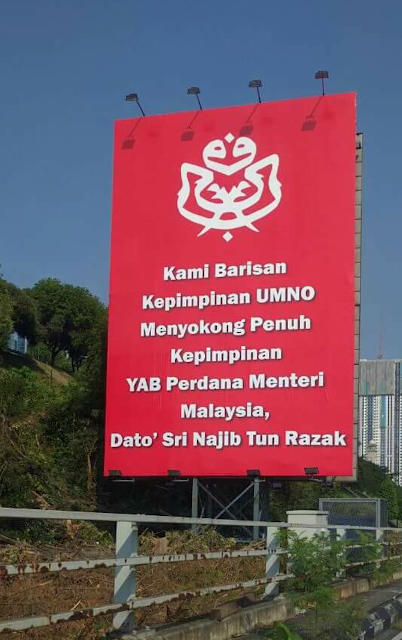 Kami Barisan
Kepimpinan UMNO
Menyokong Penuh
Kepimpinan
YAB Perdana Menteri
Malaysia,
Dato' Sri Najib Tun Razak